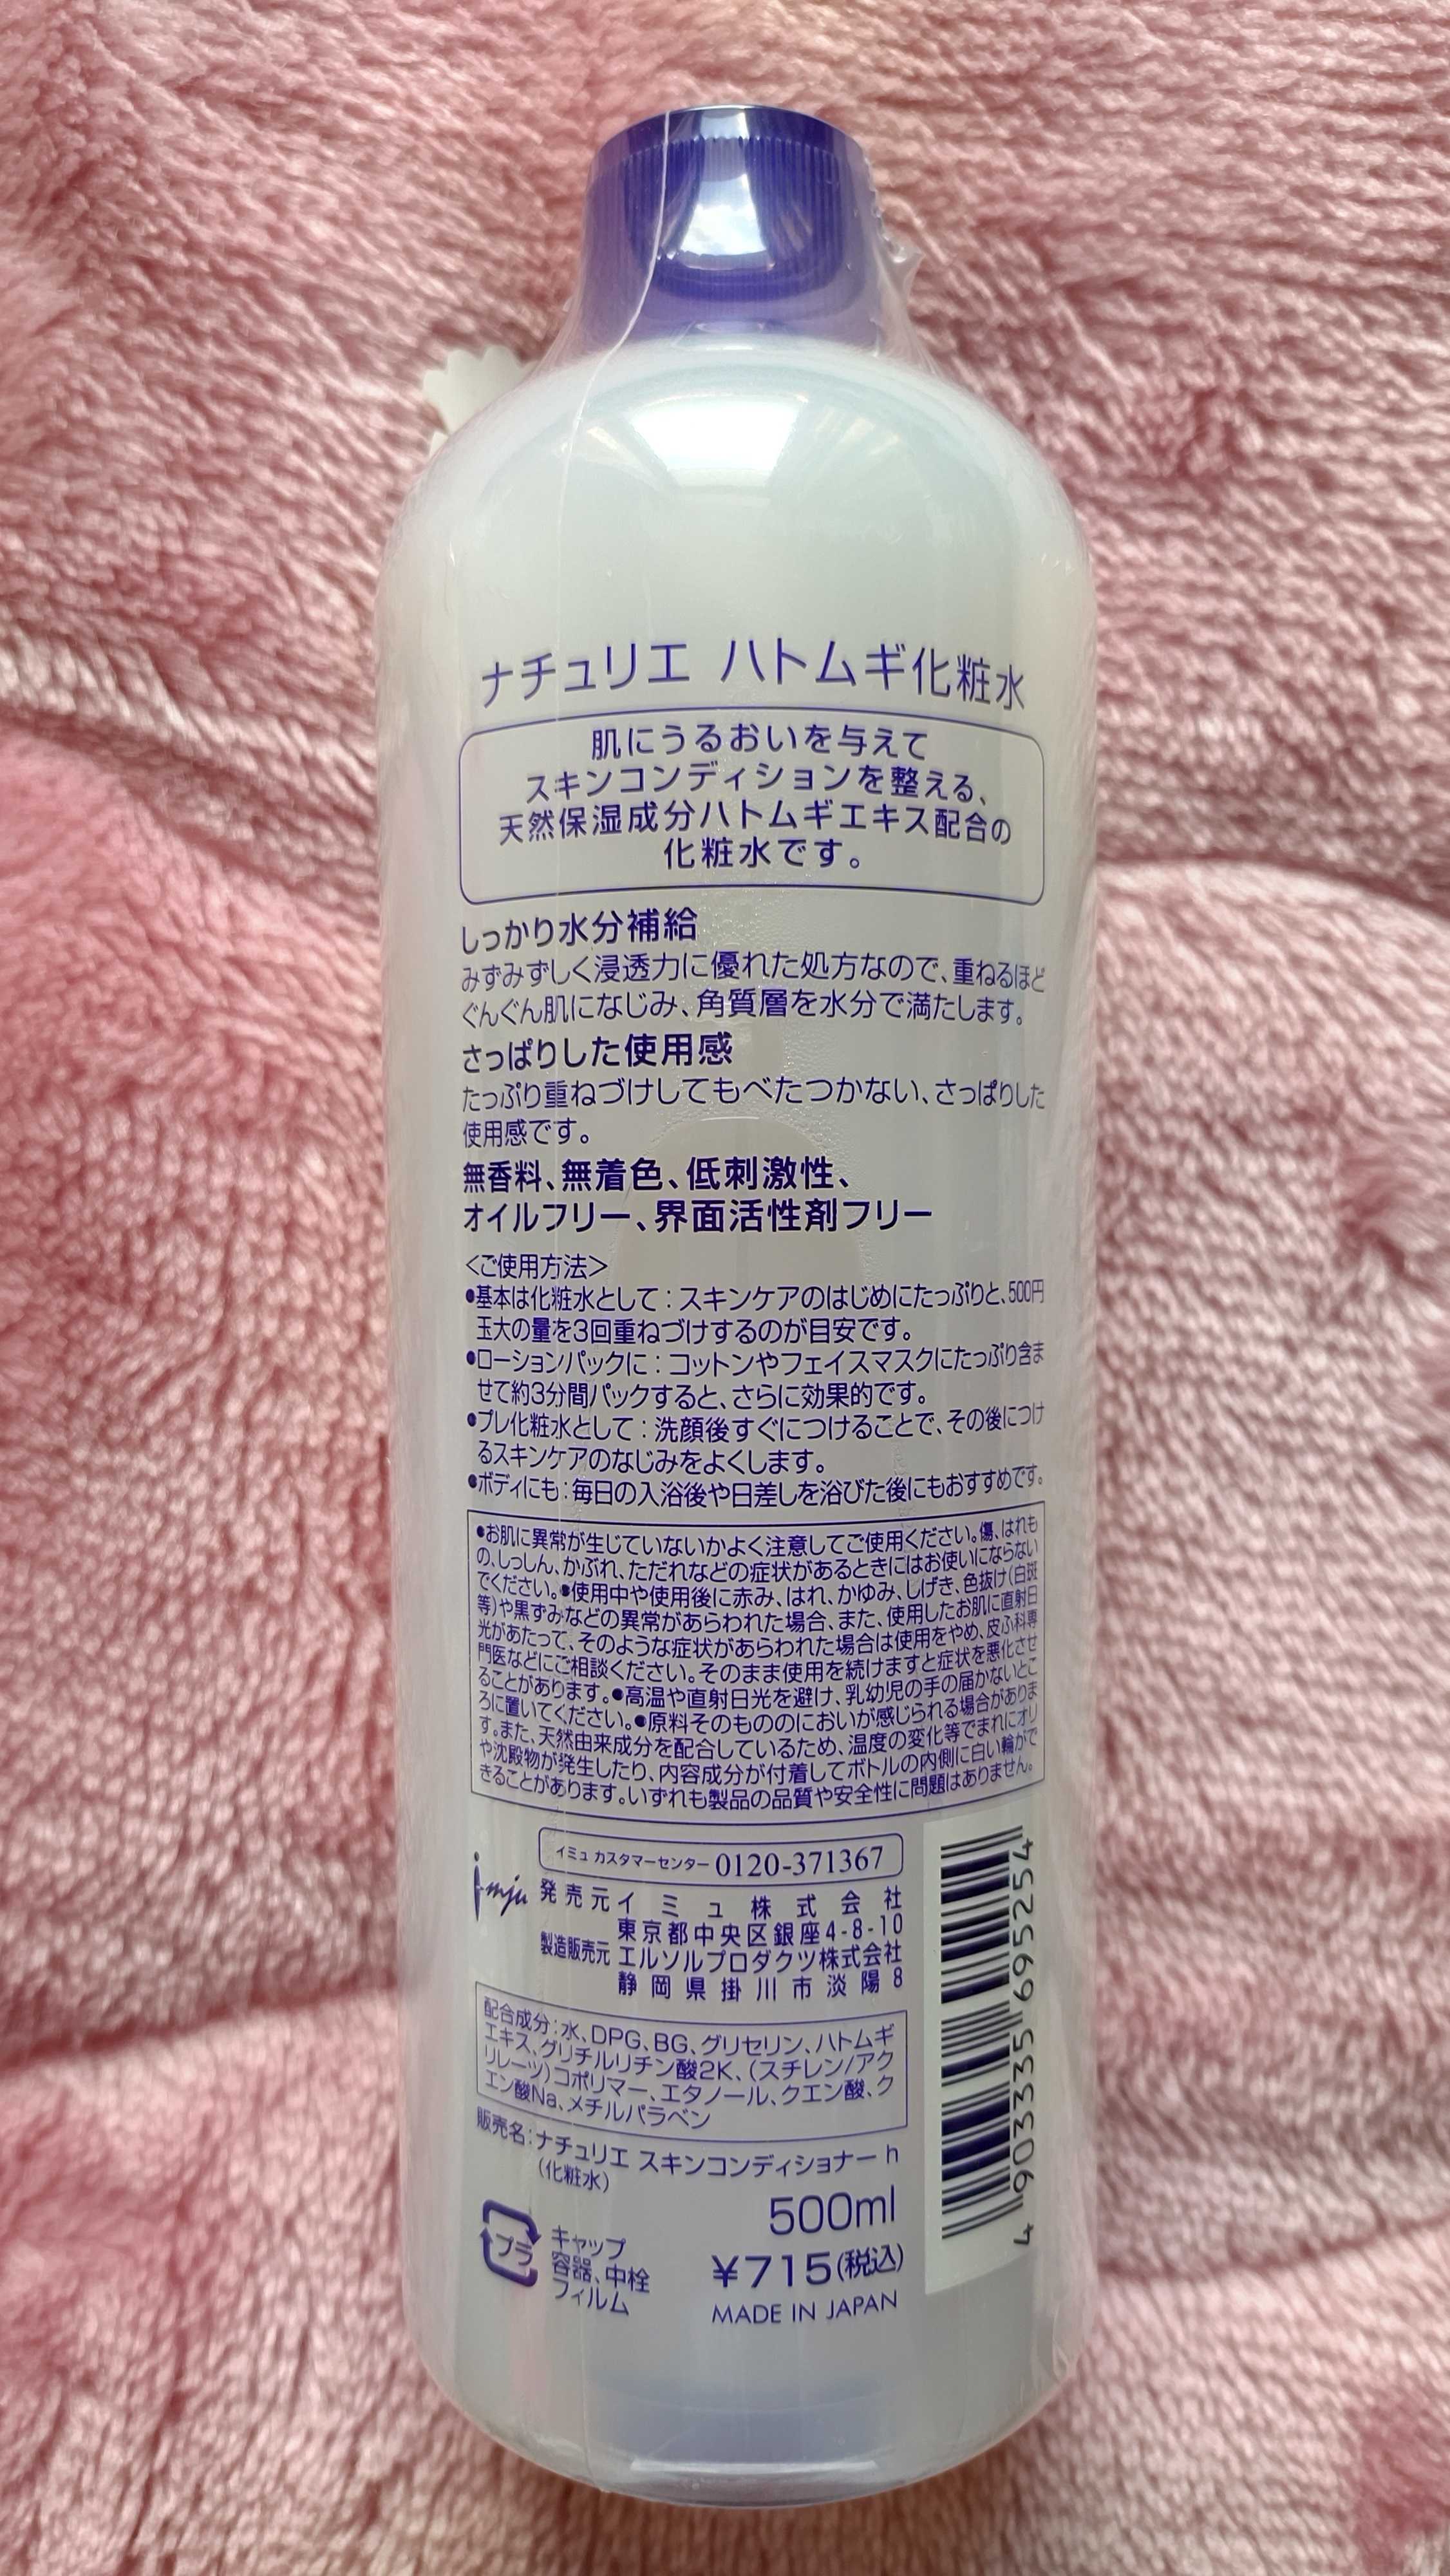 ナチュリエ ハトムギ化粧水
肌にうるおいを与えて
スキンコンディションを整える、
天然保湿成分ハトムギエキス配合の
化粧水です。
しっかり水分補給
みずみずしく浸透力に優れた処方なので、重ねるほど
ぐんぐん肌になじみ、角質層を水分で満たします。
さっぱりした使用感
たっぷり重ねづけしてもべたつかない、さっぱりした
使用感です。
無香料、無着色、低刺激性、
オイルフリー、界面活性剤フリー
<ご使用方法>
●基本は化粧水として：スキンケアのはじめにたっぷりと、500円
玉大の量を3回重ねづけするのが目安です。
●ローションパックに：コットンやフェイスマスクにたっぷり含ま
せて約3分間パックすると、さらに効果的です。
●プレ化粧水として：洗顔後すぐにつけることで、その後につけ
るスキンケアのなじみをよくします。
●ボディにも：毎日の入浴後や日差しを浴びた後にもおすすめです。
●お肌に異常が生じていないかよく注意してご使用ください。傷、はれも
の、しっしん、かぶれ、ただれなどの症状があるときにはお使いにならない
でください。●使用中や使用後に赤み、はれ、かゆみ、しげき、色抜け(白斑
等)や黒ずみなどの異常があらわれた場合、また、使用したお肌に直射日
光があたって、そのような症状があらわれた場合は使用をやめ、皮ふ科専
門医などにご相談ください。そのまま使用を続けますと症状を悪化させ
ることがあります。●高温や直射日光を避け、乳幼児の手の届かないとこ
ろに置いてください。●原料そのもののにおいが感じられる場合がありま
す。また、天然由来成分を配合しているため、温度の変化等でまれにオリ
や沈殿物が発生したり、内容成分が付着してボトルの内側に白い輪がで
きることがあります。いずれも製品の品質や安全性に問題はありません。
イミュ カスタマーセンター 0120-371367
i-mju
発売元 イミュ株式会社
東京都中央区銀座4-8-10
製造販売元 エルソルプロダクツ株式会社
静岡県掛川市淡陽8
配合成分：水、DPG、BG、グリセリン、ハトムギ
エキス、グリチルリチン酸2K、(スチレン/アク
リレーツ)コポリマー、エタノール、クエン酸、ク
エン酸Na、メチルパラベン
販売名：ナチュリエ スキンコンディショナー h
(化粧水)
500ml
プラ
キャップ
容器、中栓
フィルム
¥715(税込)
MADE IN JAPAN
4 903335 695254